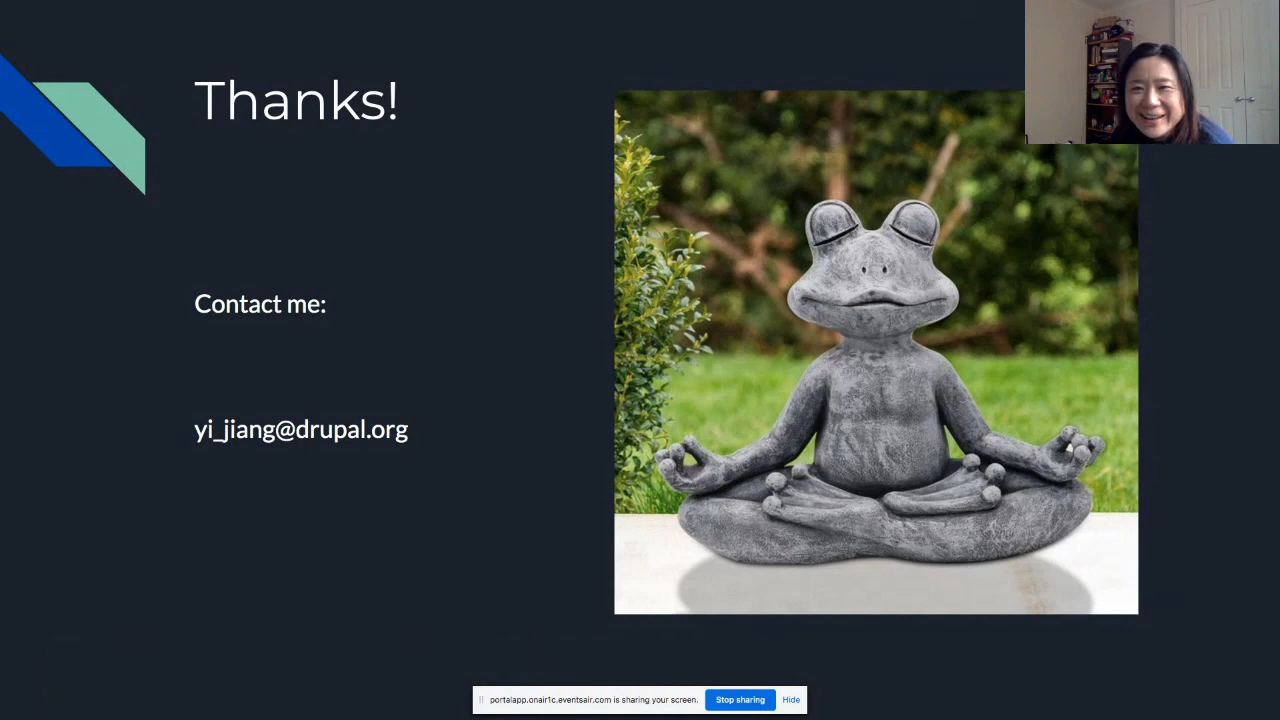 Thanks!
Contact me:
yi_jiang@drupal.org
portalapp.onair1c.eventsair.com is sharing your screen. Stop sharing Hide